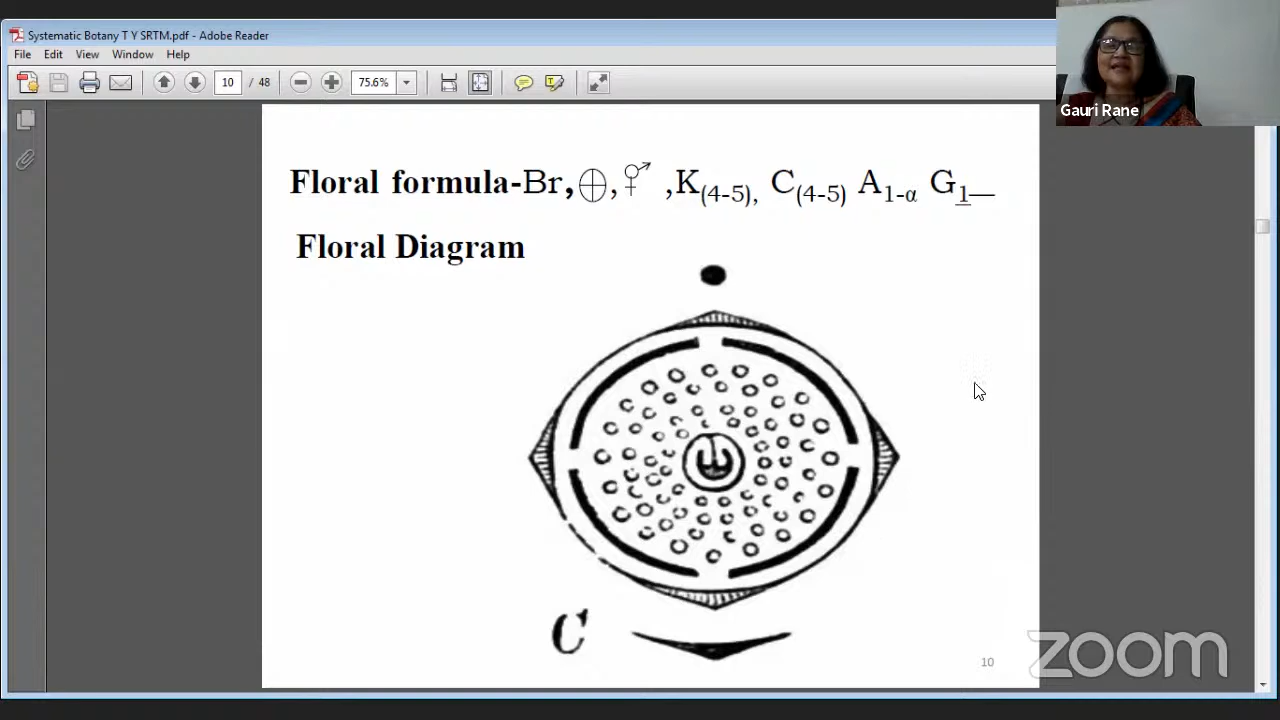 Systematic Botany T Y SRTM.pdf - Adobe Reader
File Edit View Window Help
10 / 48 75.6%
Gauri Rane
Floral formula-Br,⊕,⚥,K(4-5), C(4-5) A1-α G1
Floral Diagram
C
10
zoom